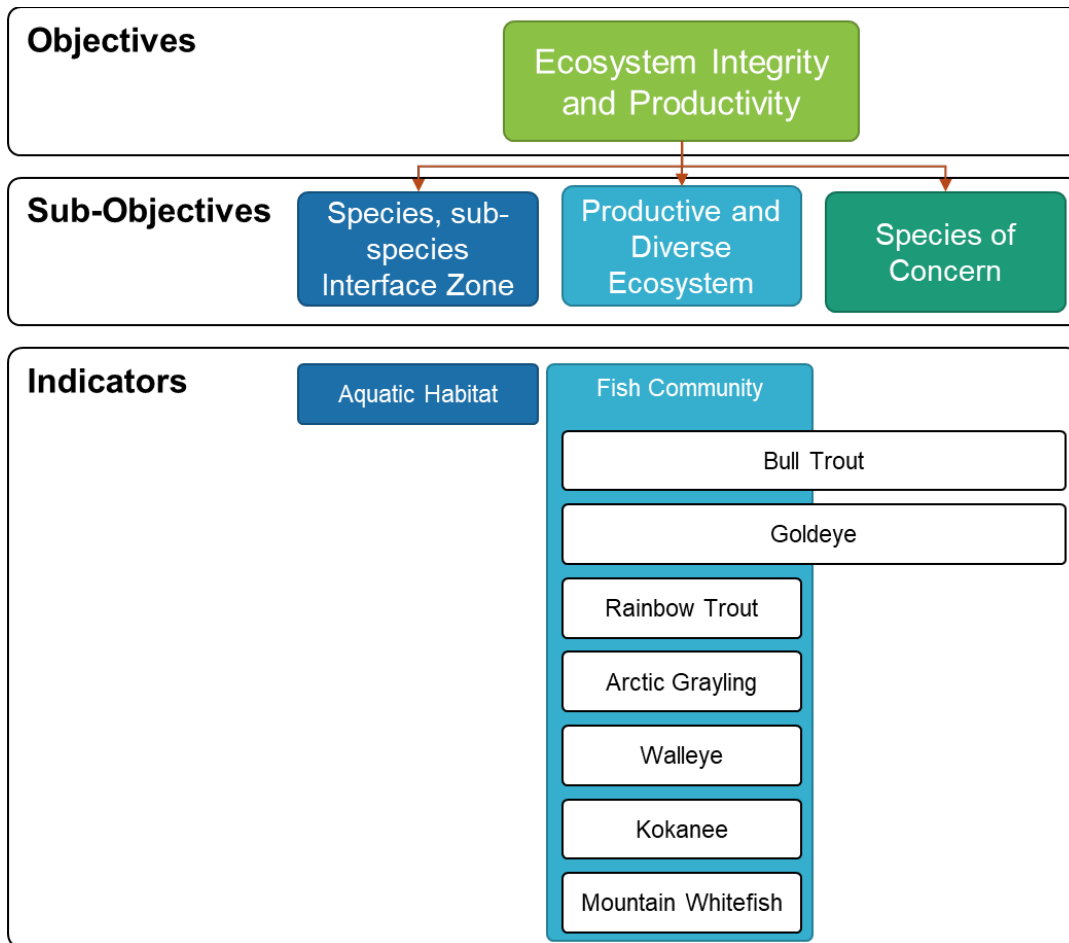 Objectives
Ecosystem Integrity
and Productivity
Sub-Objectives
Species, sub-
species
Interface Zone
Productive and
Diverse
Ecosystem
Species of
Concern
Indicators
Aquatic Habitat
Fish Community
Bull Trout
Goldeye
Rainbow Trout
Arctic Grayling
Walleye
Kokanee
Mountain Whitefish